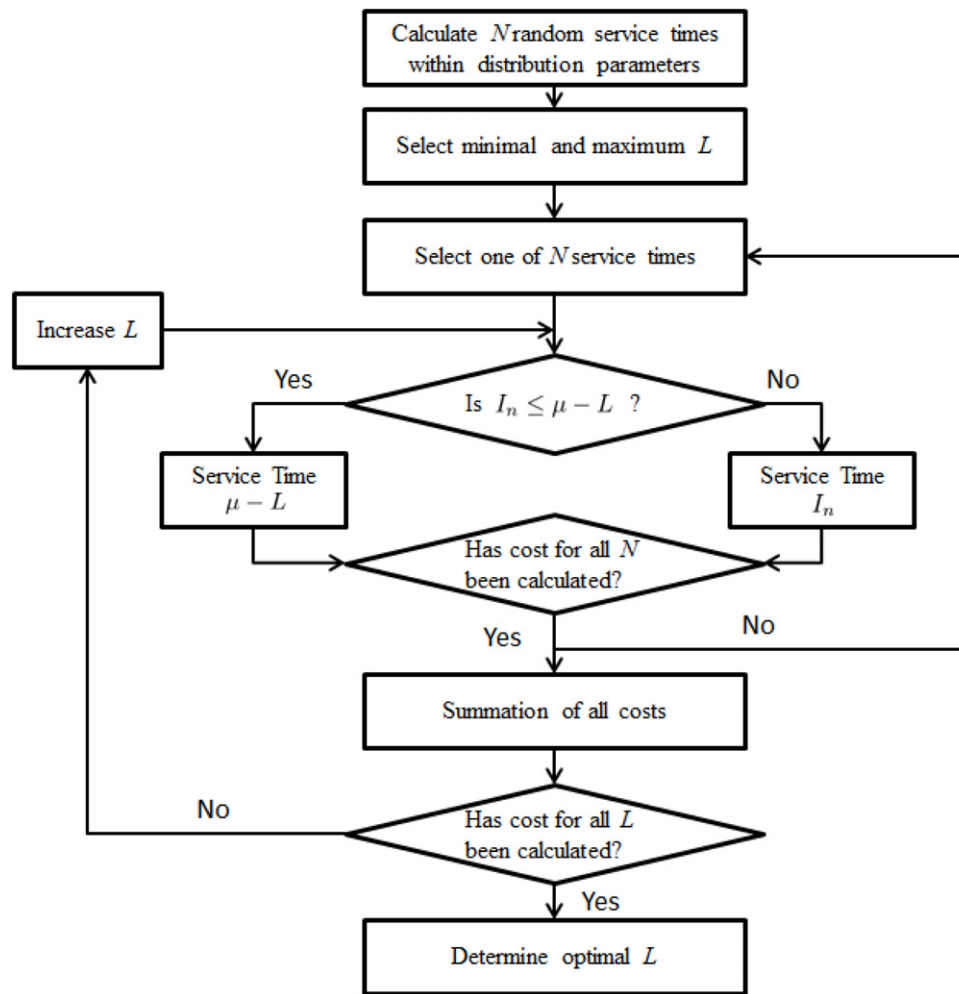 Calculate N random service times
within distribution parameters
Select minimal and maximum L
Select one of N service times
Increase L
Yes
No
Is I_n ≤ μ − L ?
Service Time
μ − L
Service Time
I_n
Has cost for all N
been calculated?
Yes
No
Summation of all costs
No
Has cost for all L
been calculated?
Yes
Determine optimal L